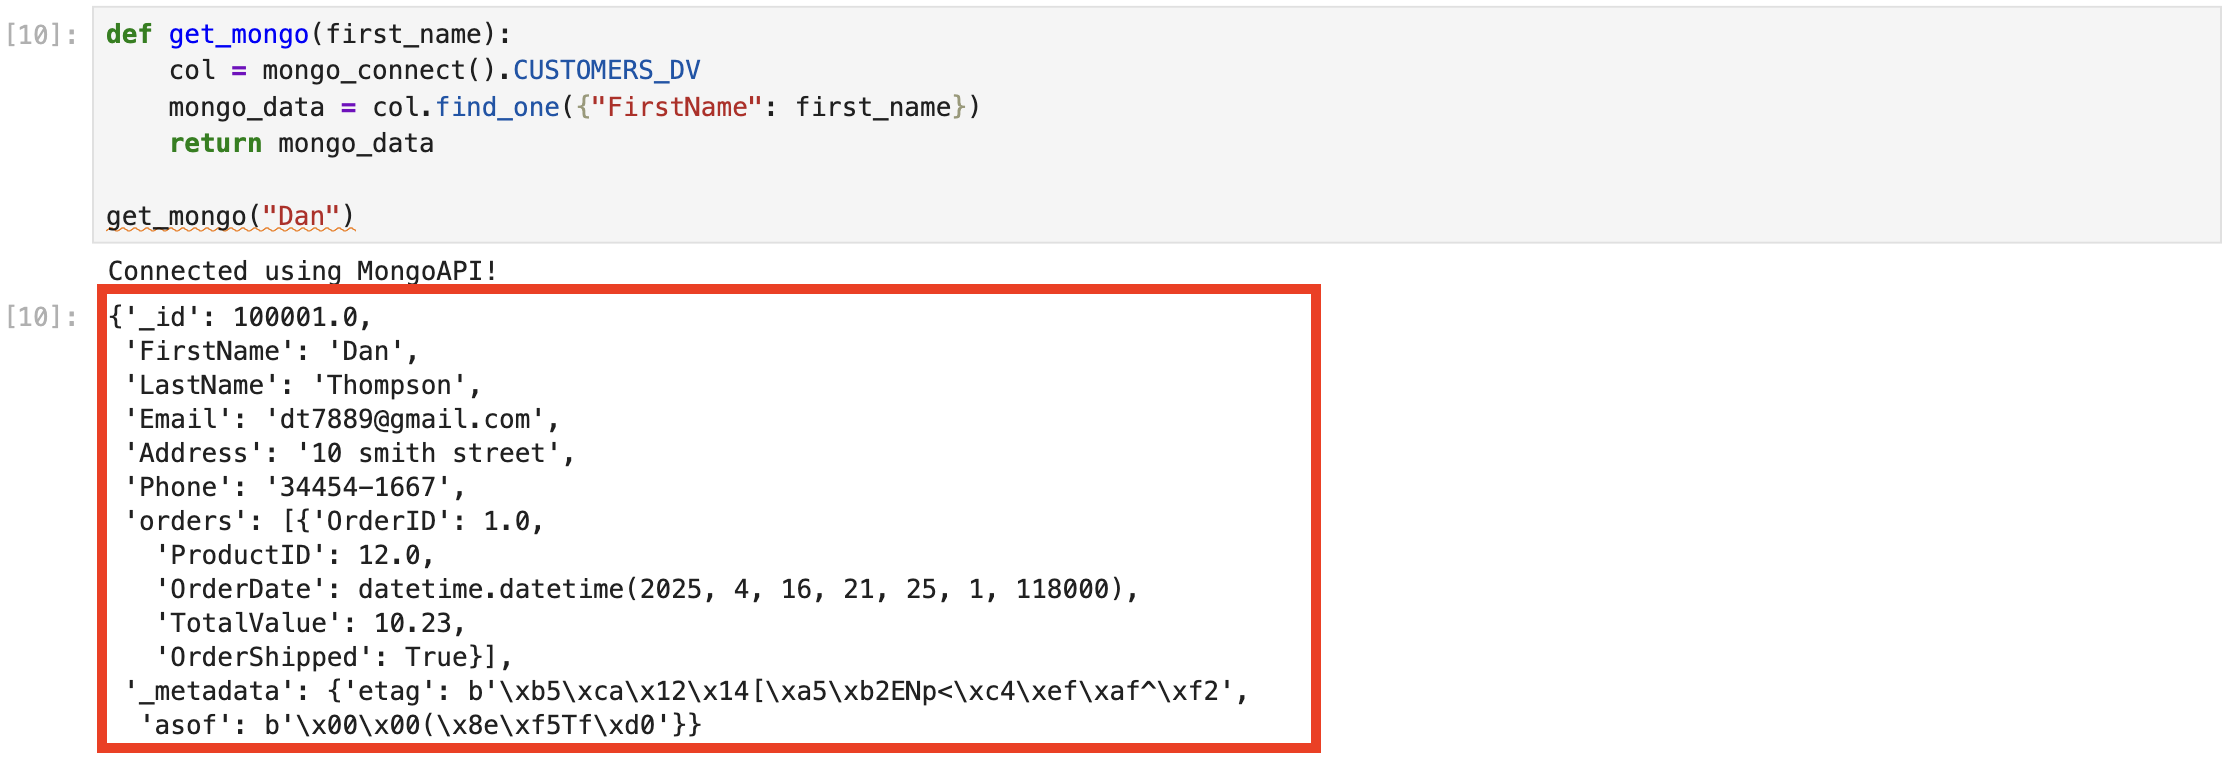 [10]: def get_mongo(first_name):
    col = mongo_connect().CUSTOMERS_DV
    mongo_data = col.find_one({"FirstName": first_name})
    return mongo_data
get_mongo("Dan")
Connected using MongoAPI!
[10]: {'_id': 100001.0,
 'FirstName': 'Dan',
 'LastName': 'Thompson',
 'Email': 'dt7889@gmail.com',
 'Address': '10 smith street',
 'Phone': '34454-1667',
 'orders': [{'OrderID': 1.0,
   'ProductID': 12.0,
   'OrderDate': datetime.datetime(2025, 4, 16, 21, 25, 1, 118000),
   'TotalValue': 10.23,
   'OrderShipped': True}],
 '_metadata': {'etag': b'\xb5\xca\x12\x14[\xa5\xb2ENp<\xc4\xef\xaf^\xf2',
  'asof': b'\x00\x00(\x8e\xf5Tf\xd0'}}